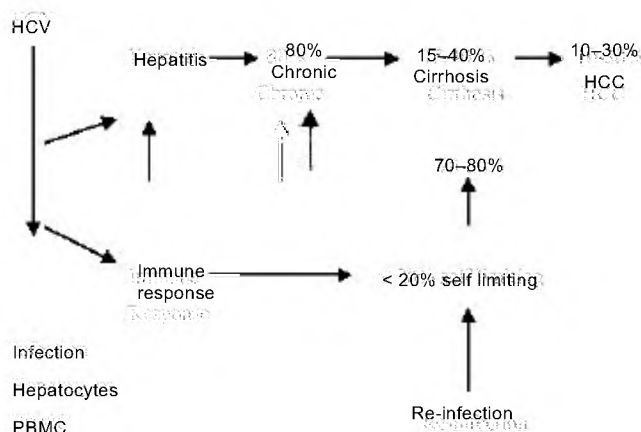 HCV
Hepatitis
80%
Chronic
15–40%
Cirrhosis
10–30%
HCC
70–80%
Immune
response
< 20% self limiting
Infection
Hepatocytes
PBMC
Re-infection